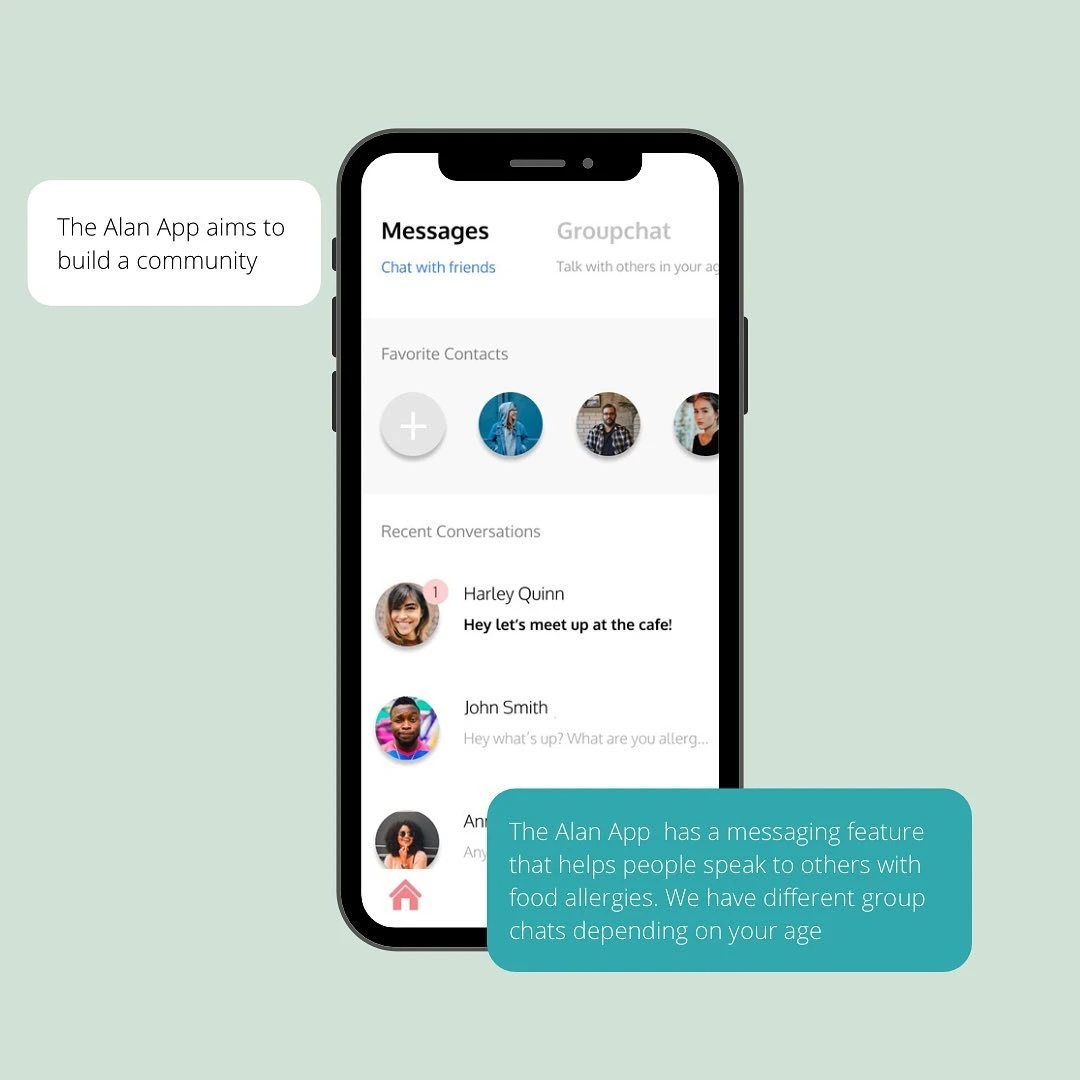 The Alan App aims to
build a community
Messages
Groupchat
Chat with friends
Talk with others in your ag
Favorite Contacts
Recent Conversations
1
Harley Quinn
Hey let's meet up at the cafe!
John Smith
Hey what's up? What are you allerg...
Ann
Any
The Alan App has a messaging feature
that helps people speak to others with
food allergies. We have different group
chats depending on your age